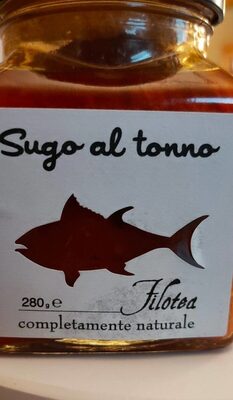 Sugo al tonno
280g e Filotea
completamente naturale